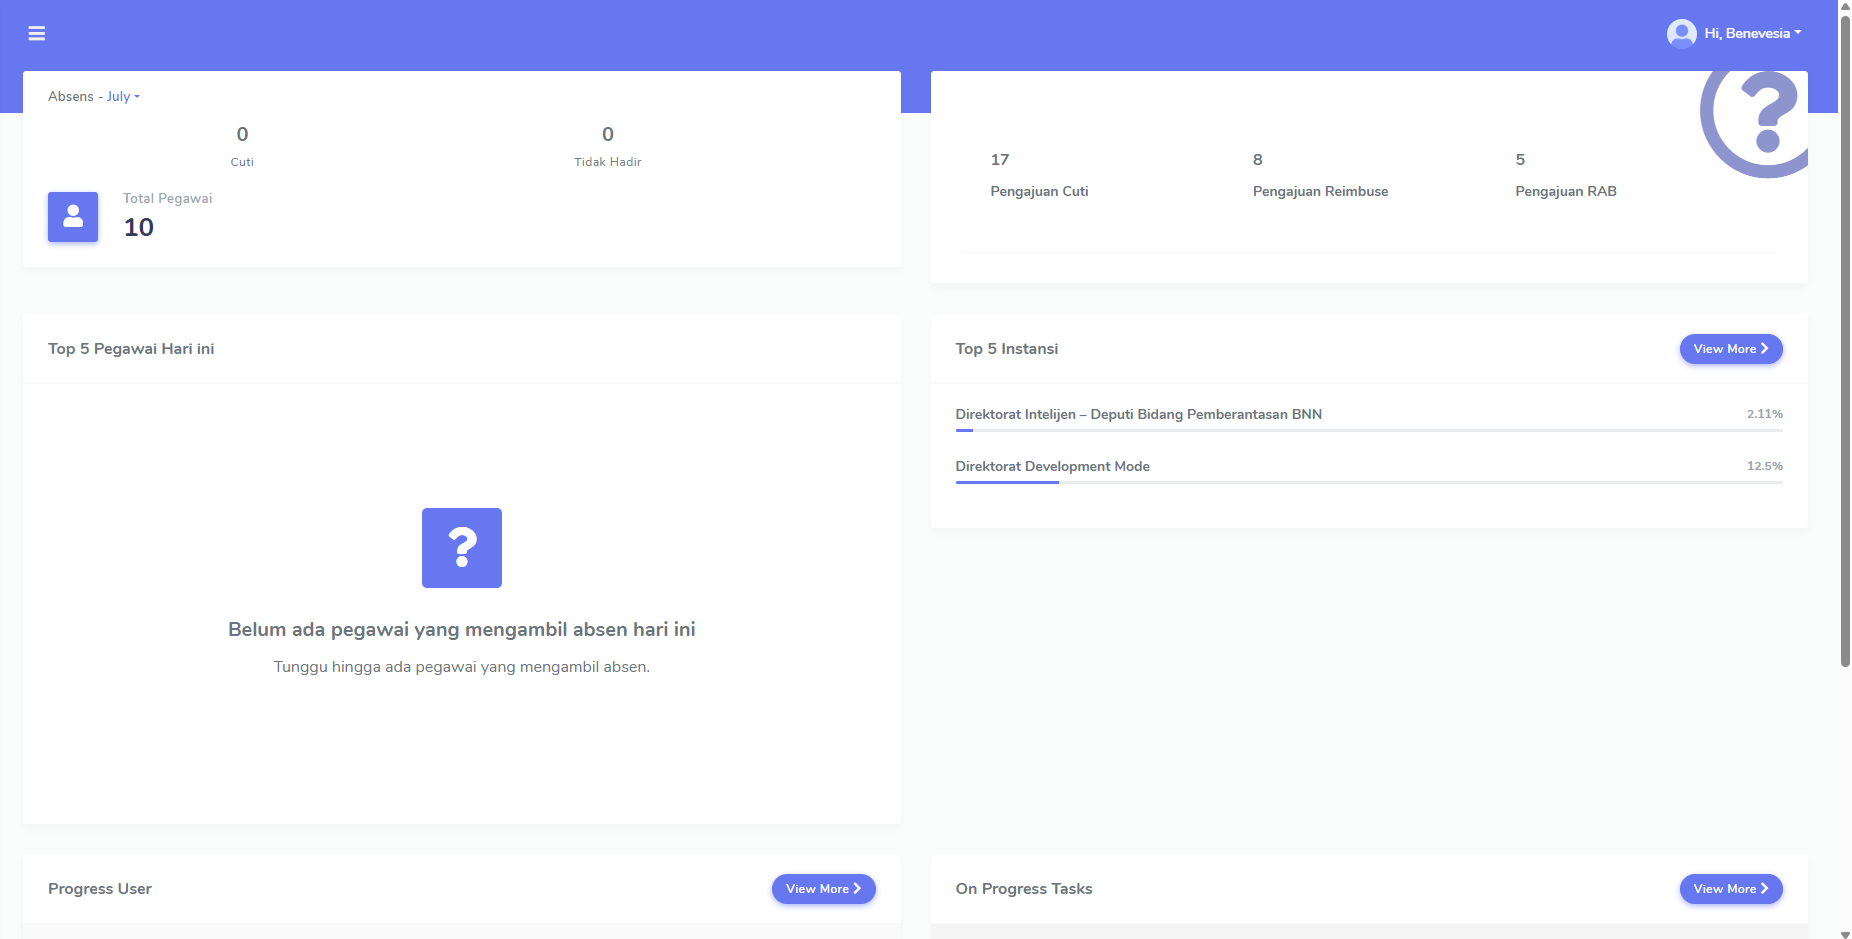 Hi, Benevesia
Absens - July
0
Cuti
0
Tidak Hadir
Total Pegawai
10
17
Pengajuan Cuti
8
Pengajuan Reimbuse
5
Pengajuan RAB
Top 5 Pegawai Hari ini
?
Belum ada pegawai yang mengambil absen hari ini
Tunggu hingga ada pegawai yang mengambil absen.
Top 5 Instansi
View More
Direktorat Intelijen – Deputi Bidang Pemberantasan BNN
2.11%
Direktorat Development Mode
12.5%
Progress User
View More
On Progress Tasks
View More